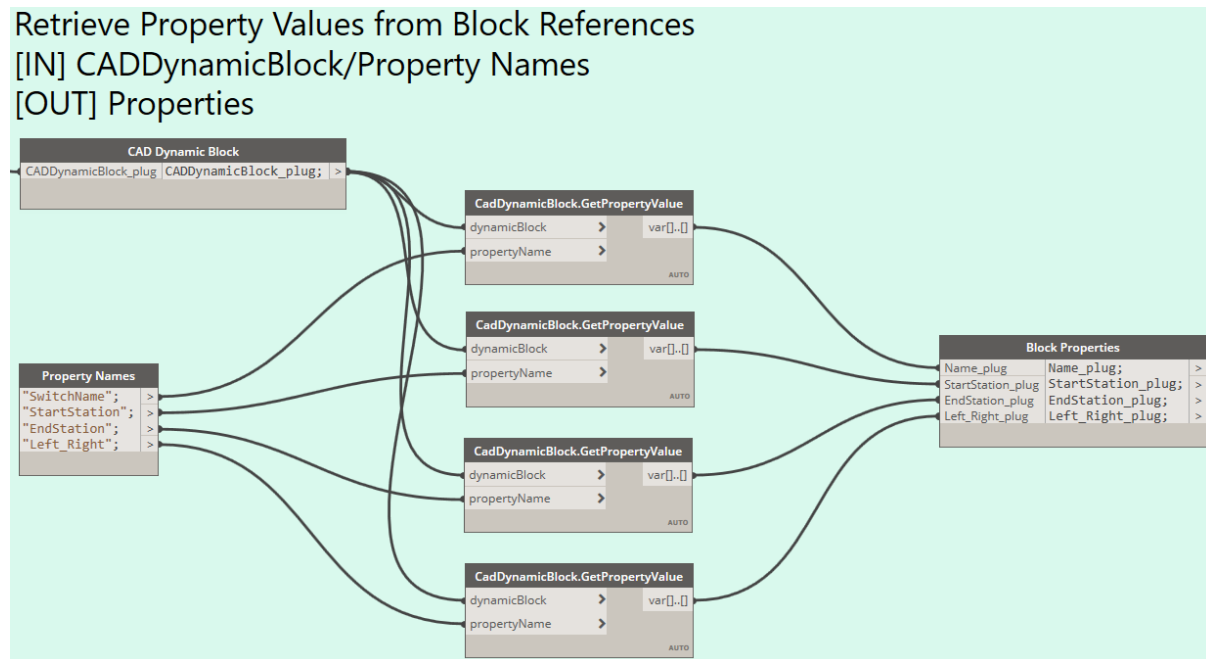 Retrieve Property Values from Block References
[IN] CADDynamicBlock/Property Names
[OUT] Properties
CAD Dynamic Block
CADDynamicBlock_plug CADDynamicBlock_plug; >
CadDynamicBlock.GetPropertyValue
dynamicBlock > var[]..[]
propertyName >
AUTO
CadDynamicBlock.GetPropertyValue
dynamicBlock > var[]..[]
propertyName >
AUTO
Property Names
"SwitchName"; >
"StartStation"; >
"EndStation"; >
"Left_Right"; >
CadDynamicBlock.GetPropertyValue
dynamicBlock > var[]..[]
propertyName >
AUTO
CadDynamicBlock.GetPropertyValue
dynamicBlock > var[]..[]
propertyName >
AUTO
Block Properties
Name_plug Name_plug; >
StartStation_plug StartStation_plug; >
EndStation_plug EndStation_plug; >
Left_Right_plug Left_Right_plug; >